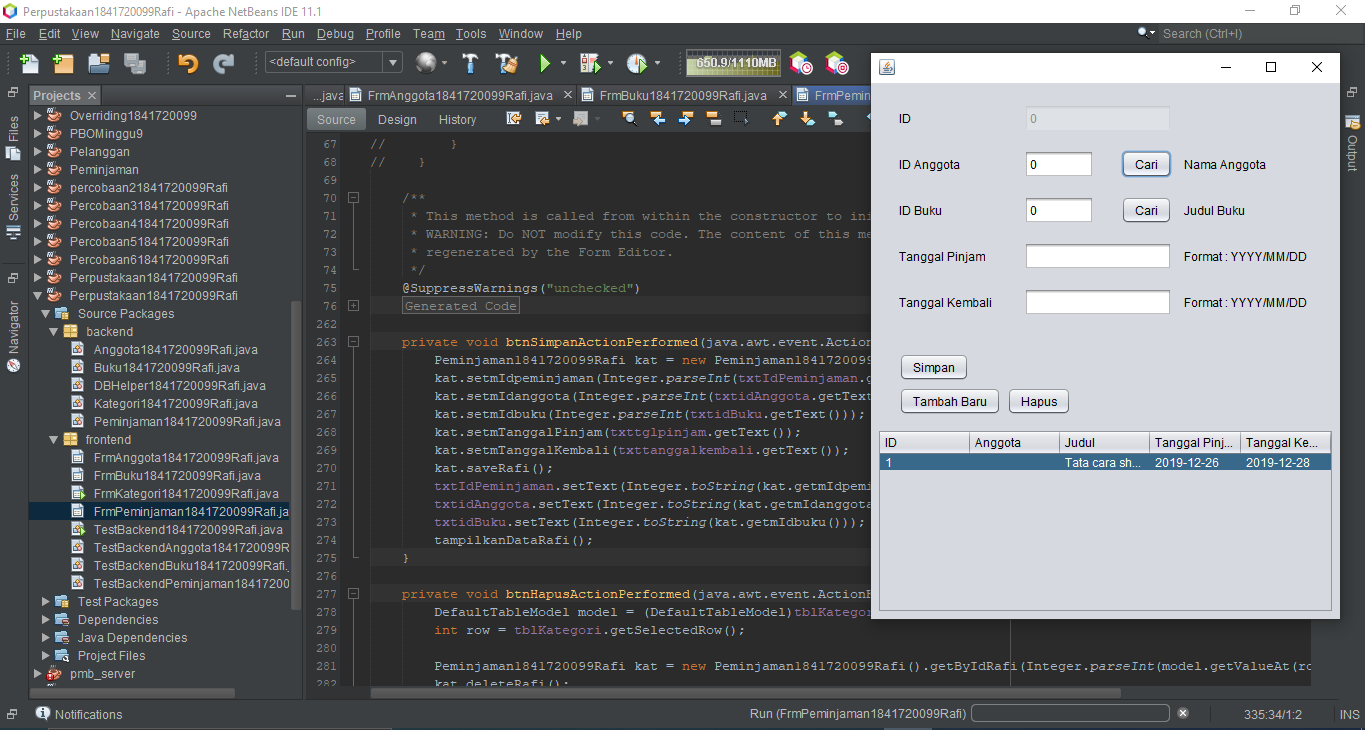 Perpustakaan1841720099Rafi - Apache NetBeans IDE 11.1
File Edit View Navigate Source Refactor Run Debug Profile Team Tools Window Help
Search (Ctrl+I)
<default config>
650.9/1110MB
Projects
...java FrmAnggota1841720099Rafi.java FrmBuku1841720099Rafi.java FrmPemin
Source Design History
Files
Services
Navigator
Output
Overriding1841720099
PBOMinggu9
Pelanggan
Peminjaman
percobaan21841720099Rafi
Percobaan31841720099Rafi
Percobaan41841720099Rafi
Percobaan51841720099Rafi
Percobaan61841720099Rafi
Perpustakaan1841720099Rafi
Perpustakaan1841720099Rafi
Source Packages
backend
Anggota1841720099Rafi.java
Buku1841720099Rafi.java
DBHelper1841720099Rafi.java
Kategori1841720099Rafi.java
Peminjaman1841720099Rafi.java
frontend
FrmAnggota1841720099Rafi.java
FrmBuku1841720099Rafi.java
FrmKategori1841720099Rafi.java
FrmPeminjaman1841720099Rafi.ja
TestBackend1841720099Rafi.java
TestBackendAnggota1841720099R
TestBackendBuku1841720099Rafi.
TestBackendPeminjaman1841720
Test Packages
Dependencies
Java Dependencies
Project Files
pmb_server
67 // }
68 // }
69
70 /**
71 * This method is called from within the constructor to ini
72 * WARNING: Do NOT modify this code. The content of this me
73 * regenerated by the Form Editor.
74 */
75 @SuppressWarnings("unchecked")
76 Generated Code
262
263 private void btnSimpanActionPerformed(java.awt.event.Action
264 Peminjaman1841720099Rafi kat = new Peminjaman1841720099
265 kat.setmIdpeminjaman(Integer.parseInt(txtIdPeminjaman.g
266 kat.setmIdanggota(Integer.parseInt(txtidAnggota.getText
267 kat.setmIdbuku(Integer.parseInt(txtidBuku.getText()));
268 kat.setmTanggalPinjam(txttglpinjam.getText());
269 kat.setmTanggalKembali(txttanggalkembali.getText());
270 kat.saveRafi();
271 txtIdPeminjaman.setText(Integer.toString(kat.getmIdpemi
272 txtidAnggota.setText(Integer.toString(kat.getmIdanggota
273 txtidBuku.setText(Integer.toString(kat.getmIdbuku()));
274 tampilkanDataRafi();
275 }
276
277 private void btnHapusActionPerformed(java.awt.event.ActionE
278 DefaultTableModel model = (DefaultTableModel)tblKategor
279 int row = tblKategori.getSelectedRow();
280
281 Peminjaman1841720099Rafi kat = new Peminjaman1841720099Rafi().getByIdRafi(Integer.parseInt(model.getValueAt(ro
282 kat.deleteRafi();
ID 0
ID Anggota 0 Cari Nama Anggota
ID Buku 0 Cari Judul Buku
Tanggal Pinjam Format : YYYY/MM/DD
Tanggal Kembali Format : YYYY/MM/DD
Simpan
Tambah Baru Hapus
ID Anggota Judul Tanggal Pinj... Tanggal Ke...
1 Tata cara sh... 2019-12-26 2019-12-28
Notifications
Run (FrmPeminjaman1841720099Rafi)
335:34/1:2 INS